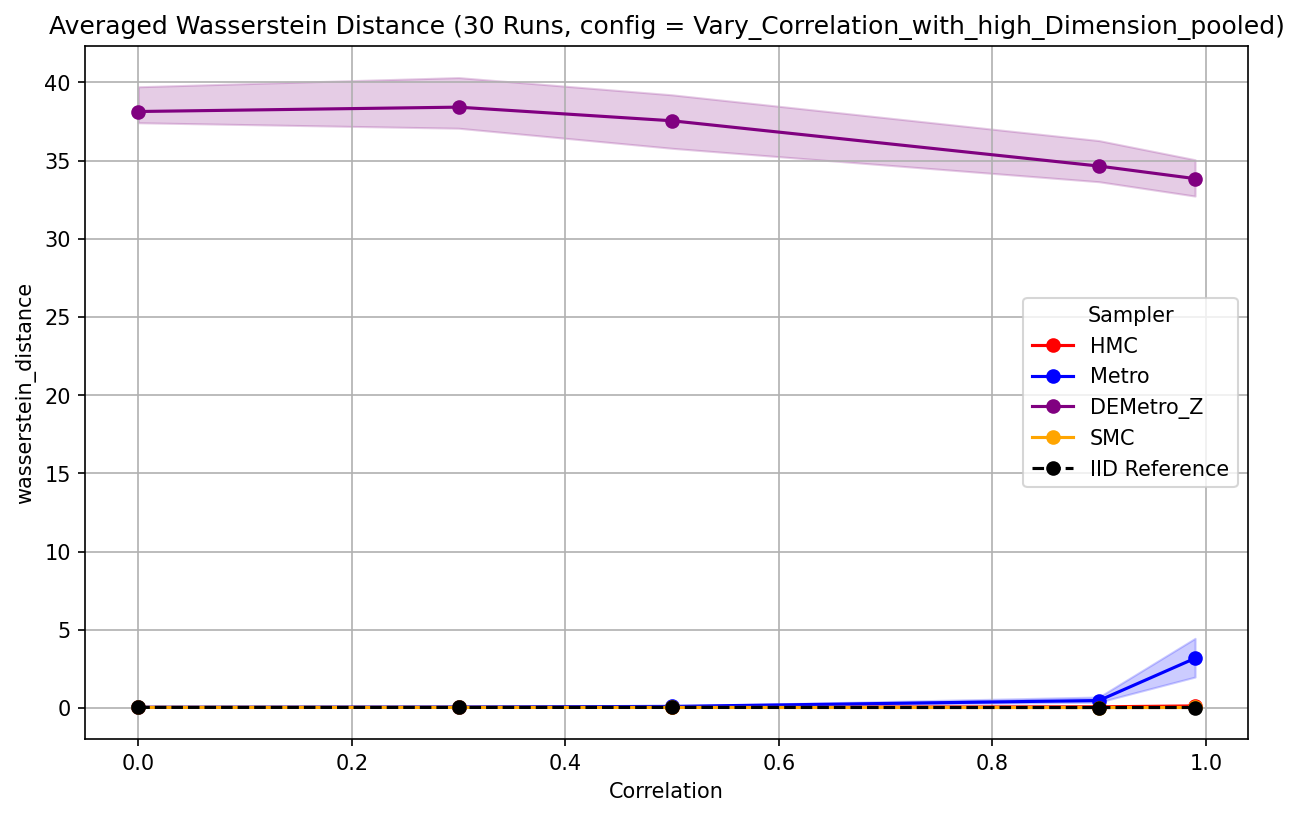 Averaged Wasserstein Distance (30 Runs, config = Vary_Correlation_with_high_Dimension_pooled)
wasserstein_distance
40
35
30
25
20
15
10
5
0
Sampler
HMC
Metro
DEMetro_Z
SMC
IID Reference
0.0 0.2 0.4 0.6 0.8 1.0
Correlation